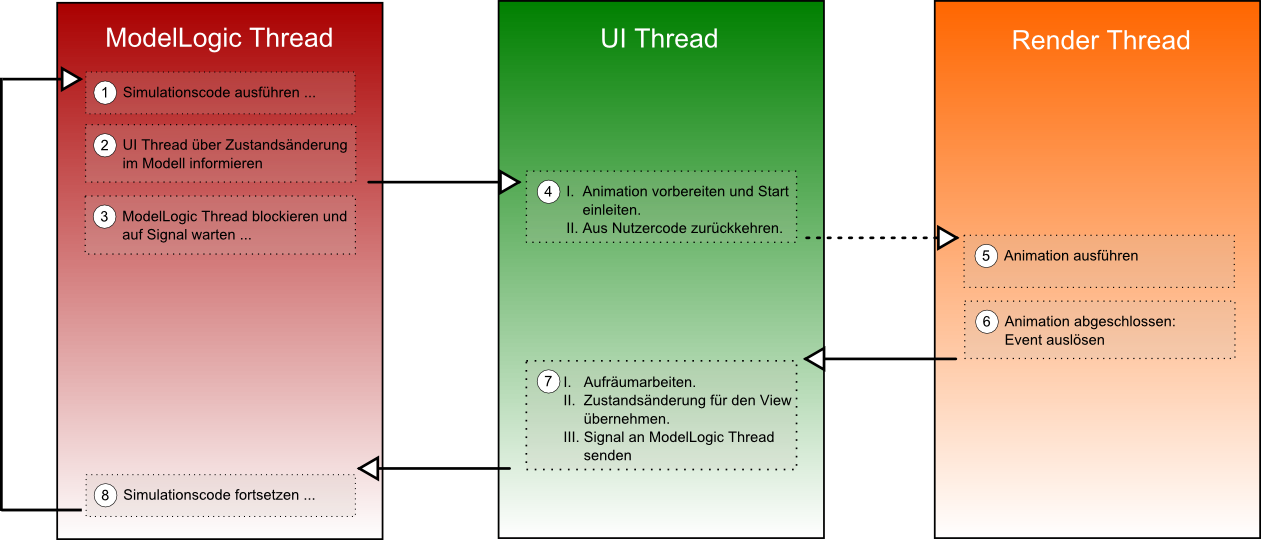 ModelLogic Thread
1 Simulationscode ausführen ...
2 UI Thread über Zustandsänderung
im Modell informieren
3 ModelLogic Thread blockieren und
auf Signal warten ...
8 Simulationscode fortsetzen ...
UI Thread
4 I. Animation vorbereiten und Start
einleiten.
II. Aus Nutzercode zurückkehren.
7 I. Aufräumarbeiten.
II. Zustandsänderung für den View
übernehmen.
III. Signal an ModelLogic Thread
senden
Render Thread
5 Animation ausführen
6 Animation abgeschlossen:
Event auslösen